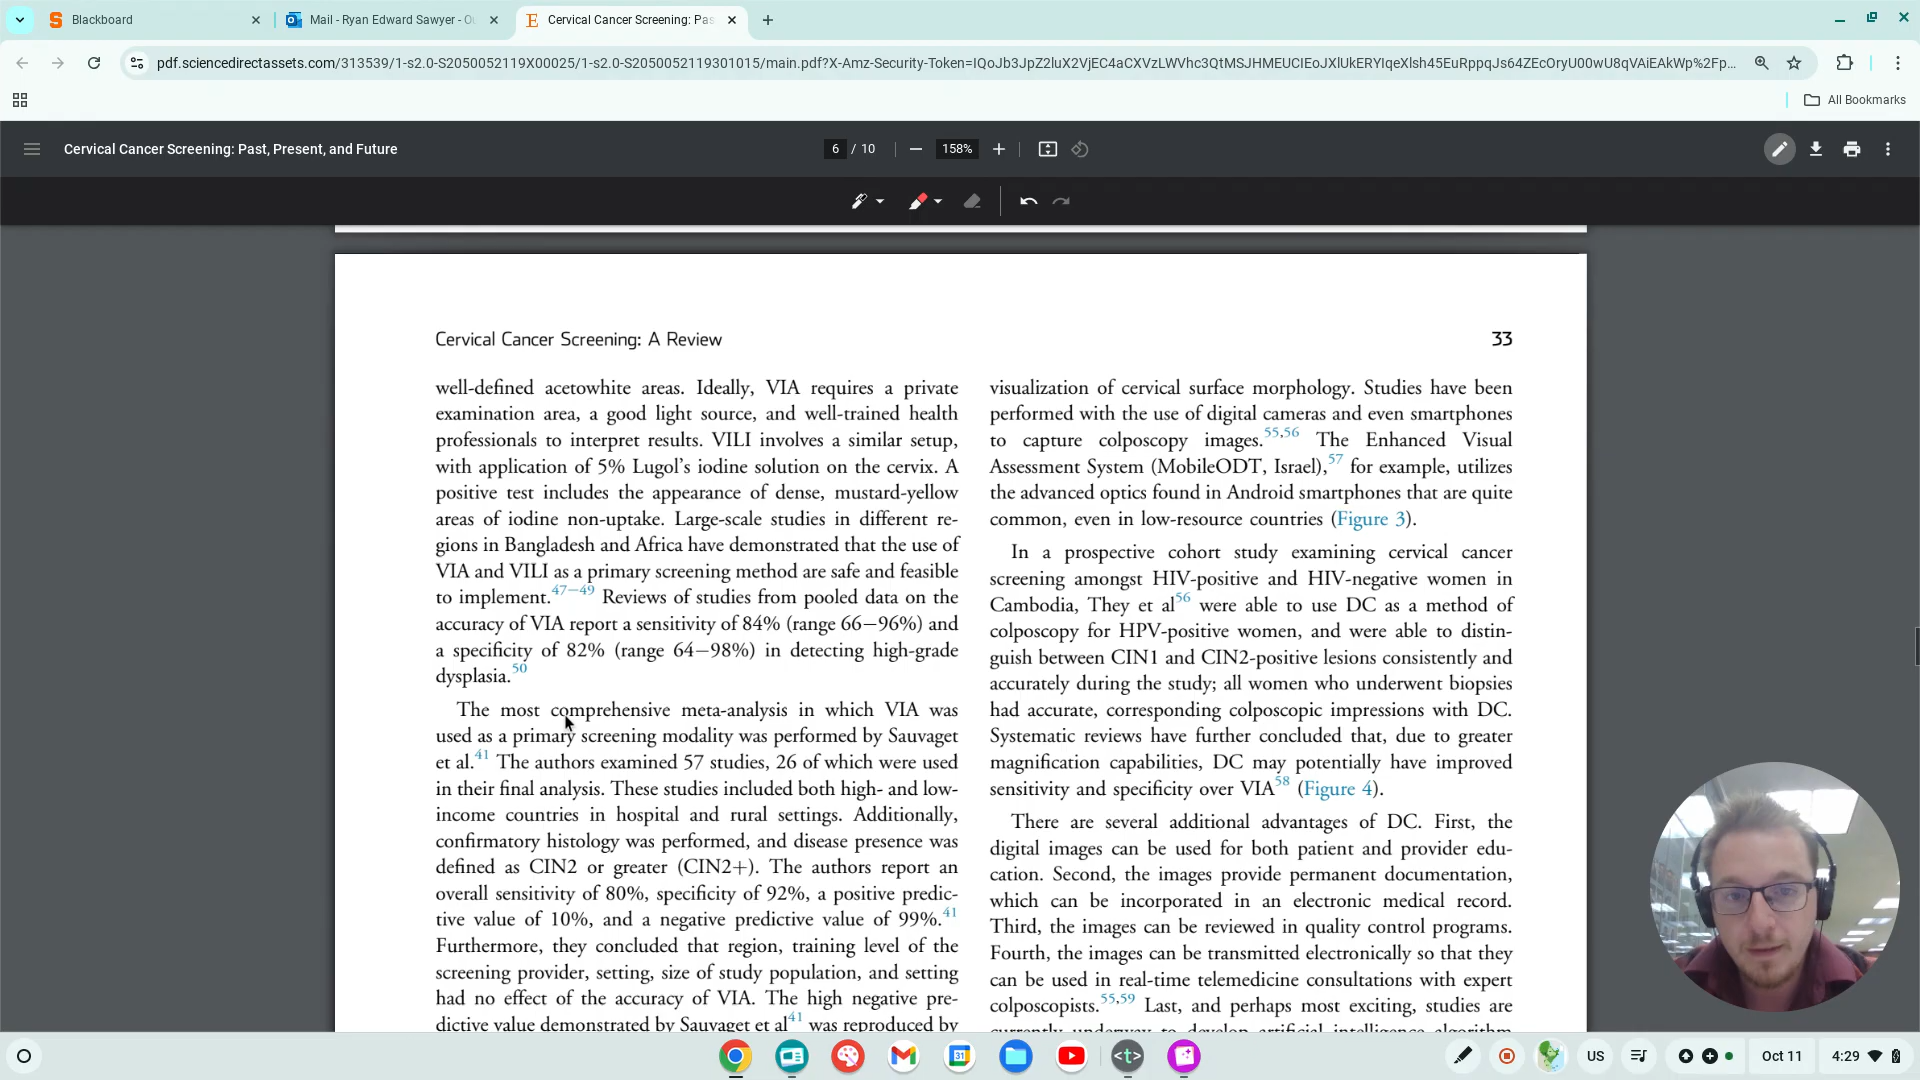 Blackboard
Mail - Ryan Edward Sawyer - O
Cervical Cancer Screening: Pas
pdf.sciencedirectassets.com/313539/1-s2.0-S2050052119X00025/1-s2.0-S2050052119301015/main.pdf?X-Amz-Security-Token=IQoJb3JpZ2luX2VjEC4aCXVzLWVhc3QtMSJHMEUCIEoJXlUkERYIqeXlsh45EuRppqJs64ZEcOryU00wU8qVAiEAkWp%2Fp...
All Bookmarks
Cervical Cancer Screening: Past, Present, and Future
6 / 10
158%
Cervical Cancer Screening: A Review
33
well-defined acetowhite areas. Ideally, VIA requires a private
examination area, a good light source, and well-trained health
professionals to interpret results. VILI involves a similar setup,
with application of 5% Lugol's iodine solution on the cervix. A
positive test includes the appearance of dense, mustard-yellow
areas of iodine non-uptake. Large-scale studies in different re-
gions in Bangladesh and Africa have demonstrated that the use of
VIA and VILI as a primary screening method are safe and feasible
to implement.47–49 Reviews of studies from pooled data on the
accuracy of VIA report a sensitivity of 84% (range 66–96%) and
a specificity of 82% (range 64–98%) in detecting high-grade
dysplasia.50
The most comprehensive meta-analysis in which VIA was
used as a primary screening modality was performed by Sauvaget
et al.41 The authors examined 57 studies, 26 of which were used
in their final analysis. These studies included both high- and low-
income countries in hospital and rural settings. Additionally,
confirmatory histology was performed, and disease presence was
defined as CIN2 or greater (CIN2+). The authors report an
overall sensitivity of 80%, specificity of 92%, a positive predic-
tive value of 10%, and a negative predictive value of 99%.41
Furthermore, they concluded that region, training level of the
screening provider, setting, size of study population, and setting
had no effect of the accuracy of VIA. The high negative pre-
dictive value demonstrated by Sauvaget et al41 was reproduced by
visualization of cervical surface morphology. Studies have been
performed with the use of digital cameras and even smartphones
to capture colposcopy images.55,56 The Enhanced Visual
Assessment System (MobileODT, Israel),57 for example, utilizes
the advanced optics found in Android smartphones that are quite
common, even in low-resource countries (Figure 3).
In a prospective cohort study examining cervical cancer
screening amongst HIV-positive and HIV-negative women in
Cambodia, They et al56 were able to use DC as a method of
colposcopy for HPV-positive women, and were able to distin-
guish between CIN1 and CIN2-positive lesions consistently and
accurately during the study; all women who underwent biopsies
had accurate, corresponding colposcopic impressions with DC.
Systematic reviews have further concluded that, due to greater
magnification capabilities, DC may potentially have improved
sensitivity and specificity over VIA58 (Figure 4).
There are several additional advantages of DC. First, the
digital images can be used for both patient and provider edu-
cation. Second, the images provide permanent documentation,
which can be incorporated in an electronic medical record.
Third, the images can be reviewed in quality control programs.
Fourth, the images can be transmitted electronically so that they
can be used in real-time telemedicine consultations with expert
colposcopists.55,59 Last, and perhaps most exciting, studies are
currently underway to develop artificial intelligence algorithm
US
Oct 11
4:29